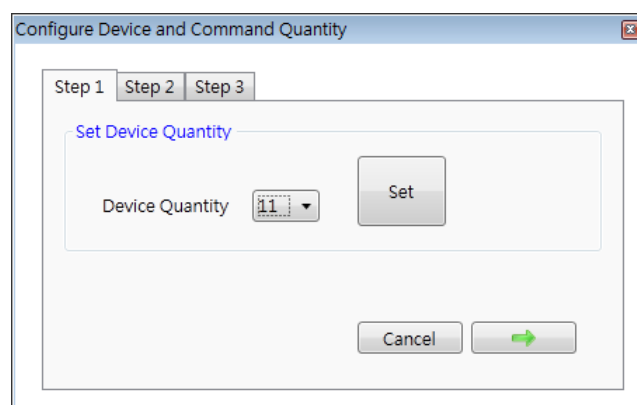 Configure Device and Command Quantity
Step 1 Step 2 Step 3
Set Device Quantity
Device Quantity 11 Set
Cancel